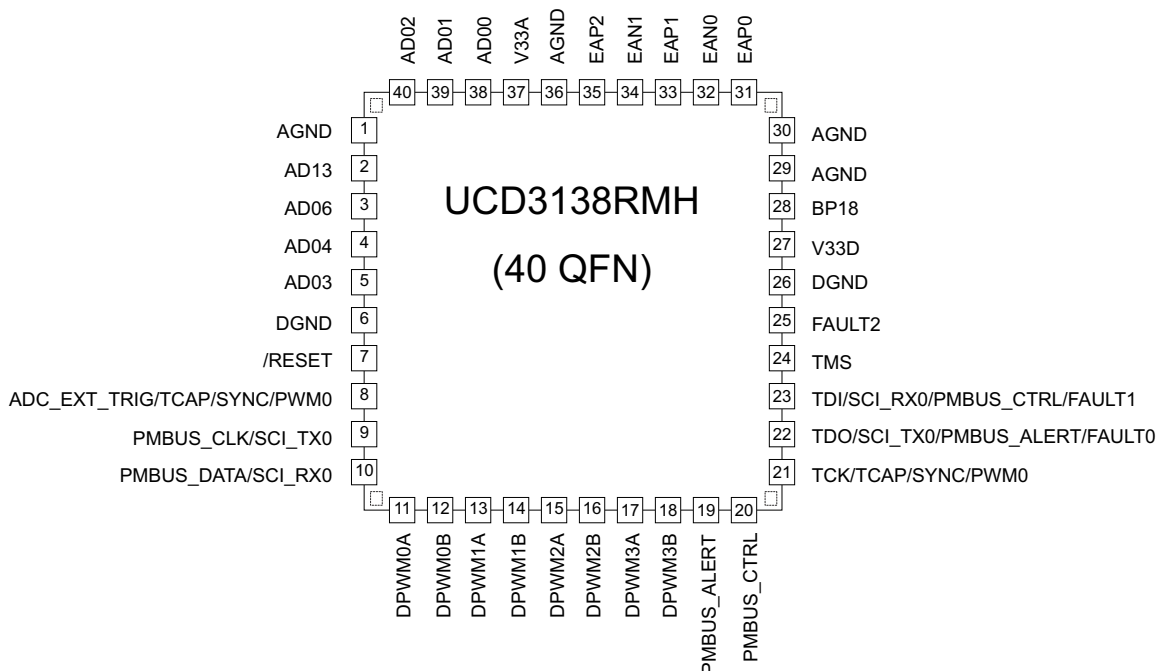 AD02
AD01
AD00
V33A
AGND
EAP2
EAN1
EAP1
EAN0
EAP0
40
39
38
37
36
35
34
33
32
31
UCD3138RMH
(40 QFN)
AGND 1
AD13 2
AD06 3
AD04 4
AD03 5
DGND 6
/RESET 7
ADC_EXT_TRIG/TCAP/SYNC/PWM0 8
PMBUS_CLK/SCI_TX0 9
PMBUS_DATA/SCI_RX0 10
30 AGND
29 AGND
28 BP18
27 V33D
26 DGND
25 FAULT2
24 TMS
23 TDI/SCI_RX0/PMBUS_CTRL/FAULT1
22 TDO/SCI_TX0/PMBUS_ALERT/FAULT0
21 TCK/TCAP/SYNC/PWM0
11
12
13
14
15
16
17
18
19
20
DPWM0A
DPWM0B
DPWM1A
DPWM1B
DPWM2A
DPWM2B
DPWM3A
DPWM3B
PMBUS_ALERT
PMBUS_CTRL